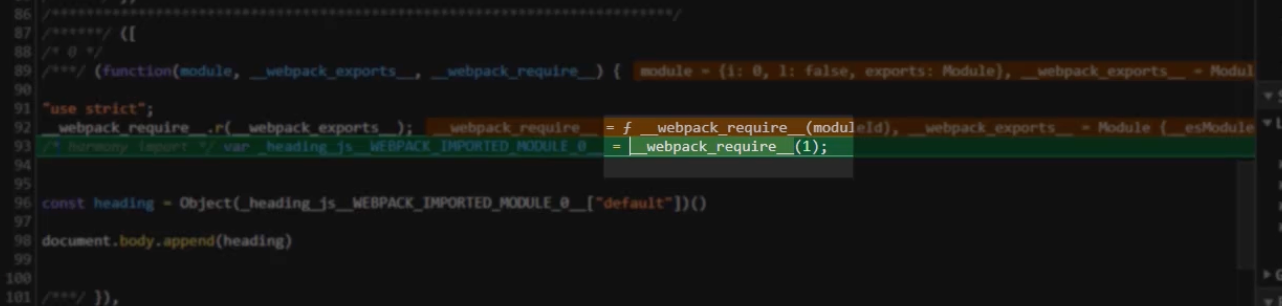 86 /******************************************************************************/
87 /******/ ([
88 /* 0 */
89 /***/ (function(module, __webpack_exports__, __webpack_require__) { module = {i: 0, l: false, exports: Module}, __webpack_exports__ = Modul
90
91 "use strict";
92 __webpack_require__.r(__webpack_exports__); __webpack_require__ = ƒ __webpack_require__(moduleId), __webpack_exports__ = Module {__esModule
93 /* harmony import */ var _heading_js__WEBPACK_IMPORTED_MODULE_0__ = __webpack_require__(1);
94
95
96 const heading = Object(_heading_js__WEBPACK_IMPORTED_MODULE_0__["default"])()
97
98 document.body.append(heading)
99
100
101 /***/ }),